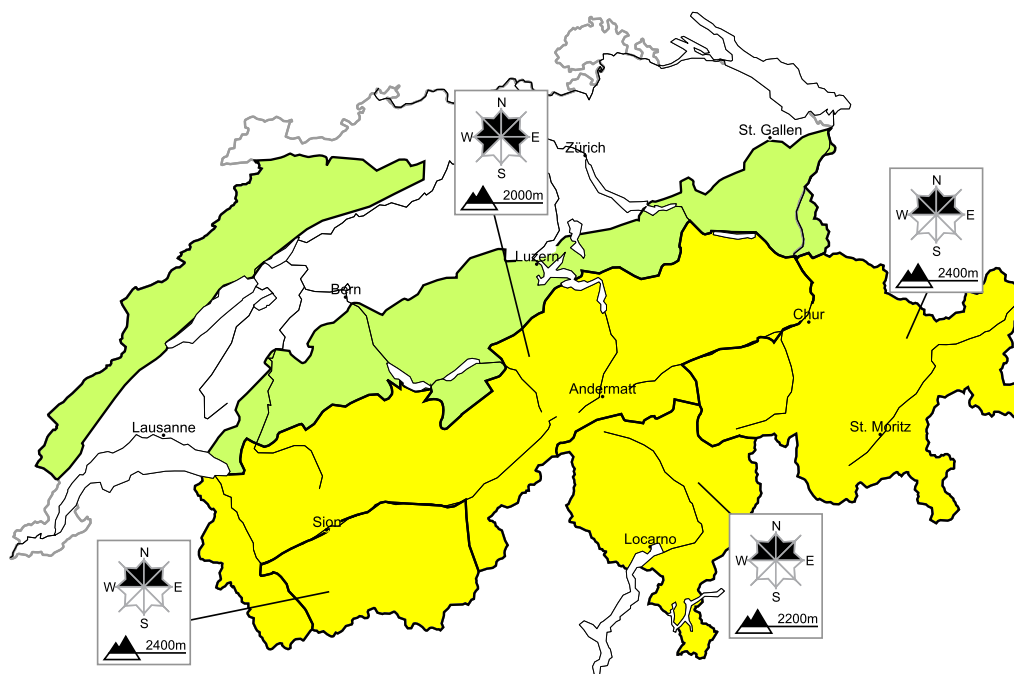 N
W E
S
2000m
St. Gallen
Zürich
N
W E
S
2400m
Luzern
Bern
Chur
Andermatt
Lausanne
St. Moritz
Sion
Locarno
N
W E
S
2400m
N
W E
S
2200m